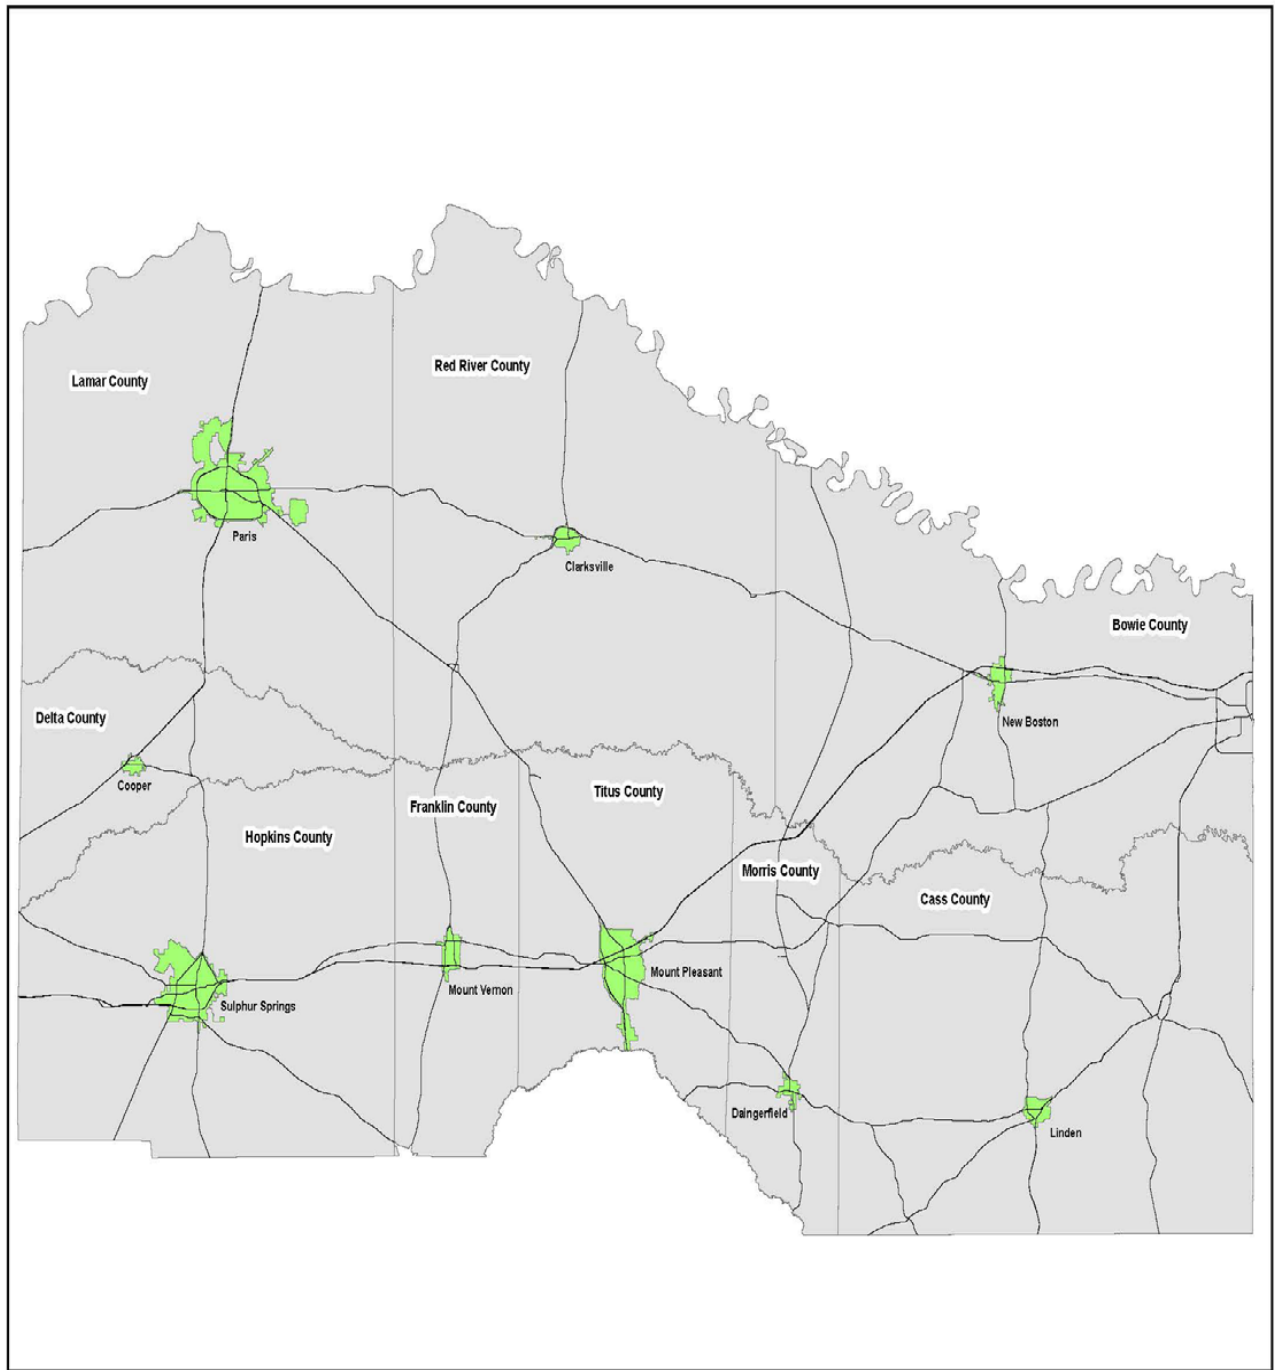 Red River County
Lamar County
Paris
Clarksville
Bowie County
Delta County
New Boston
Cooper
Titus County
Franklin County
Hopkins County
Morris County
Cass County
Mount Pleasant
Mount Vernon
Sulphur Springs
Daingerfield
Linden